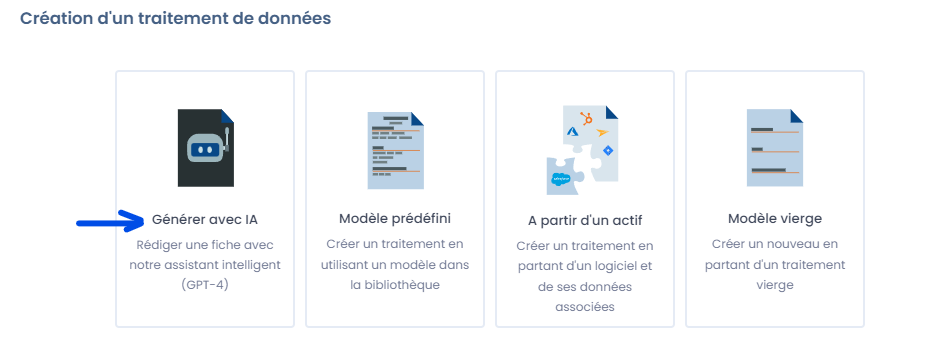 Création d'un traitement de données
Générer avec IA
Rédiger une fiche avec
notre assistant intelligent
(GPT-4)
Modèle prédéfini
Créer un traitement en
utilisant un modèle dans
la bibliothèque
A partir d'un actif
Créer un traitement en
partant d'un logiciel et
de ses données
associées
Modèle vierge
Créer un nouveau en
partant d'un traitement
vierge